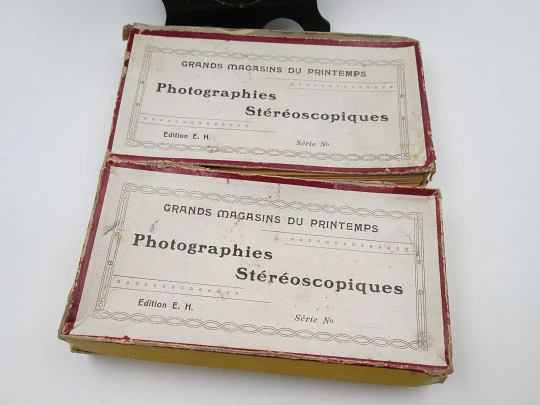 GRANDS MAGASINS DU PRINTEMPS
Photographies
Stéréoscopiques
Edition E. H.
Série No
GRANDS MAGASINS DU PRINTEMPS
Photographies
Stéréoscopiques
Edition E. H.
Série No